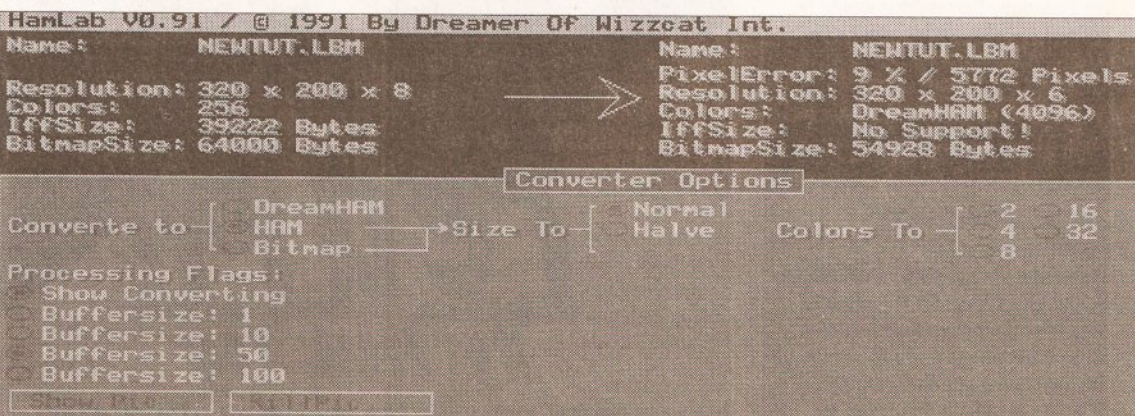 HamLab V0.91 / © 1991 By Dreamer Of Wizzcat Int.
Name: NEWTUT.LBM
Resolution: 320 x 200 x 8
Colors: 256
IffSize: 39222 Bytes
BitmapSize: 64000 Bytes
Name: NEWTUT.LBM
PixelError: 9 % / 5772 Pixels
Resolution: 320 x 200 x 6
Colors: DreamHAM (4096)
IffSize: No Support!
BitmapSize: 54928 Bytes
Converter Options
Converte to
DreamHAM
HAM
Bitmap
Size To
Normal
Halve
Colors To
2 16
4 32
8
Processing Flags:
Show Converting
Buffersize: 1
Buffersize: 10
Buffersize: 50
Buffersize: 100
Show Pic
KillPic